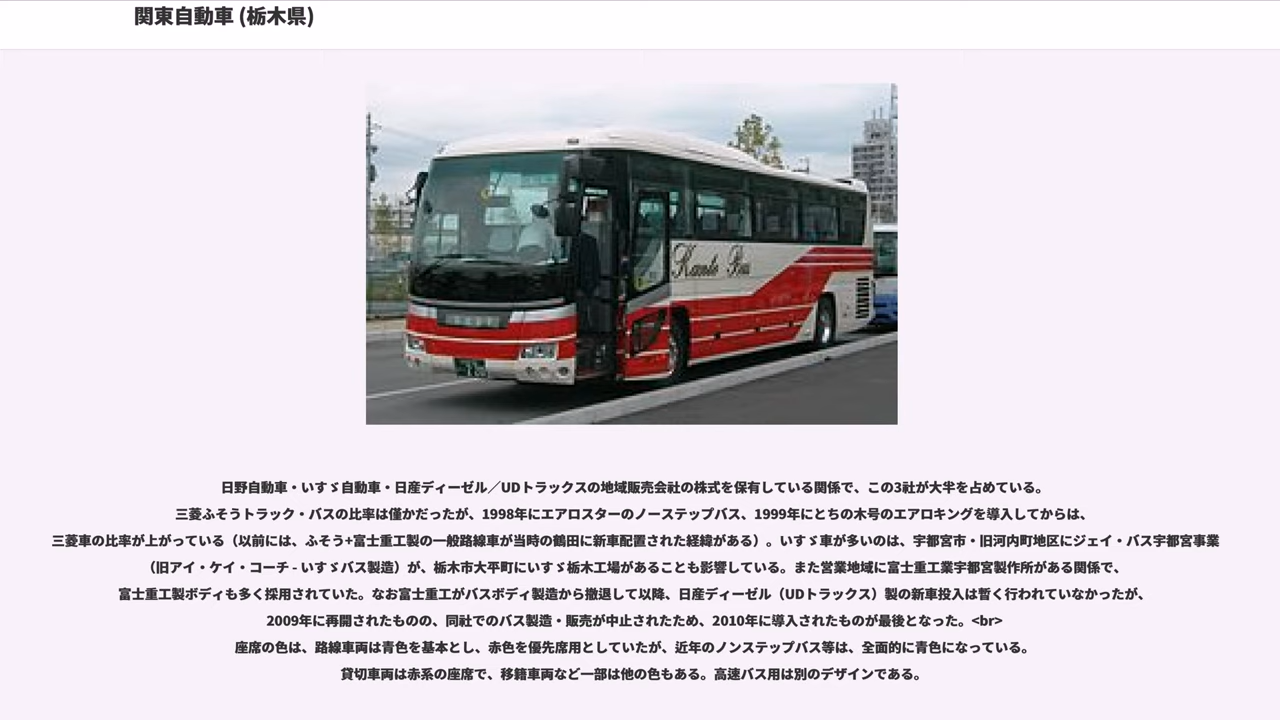 関東自動車 (栃木県)
Kanto Bus
日野自動車・いすゞ自動車・日産ディーゼル／UDトラックスの地域販売会社の株式を保有している関係で、この3社が大半を占めている。
三菱ふそうトラック・バスの比率は僅かだったが、1998年にエアロスターのノーステップバス、1999年にとちの木号のエアロキングを導入してからは、
三菱車の比率が上がっている（以前には、ふそう+富士重工製の一般路線車が当時の鶴田に新車配置された経緯がある）。いすゞ車が多いのは、宇都宮市・旧河内町地区にジェイ・バス宇都宮事業
（旧アイ・ケイ・コーチ - いすゞバス製造）が、栃木市大平町にいすゞ栃木工場があることも影響している。また営業地域に富士重工業宇都宮製作所がある関係で、
富士重工製ボディも多く採用されていた。なお富士重工がバスボディ製造から撤退して以降、日産ディーゼル（UDトラックス）製の新車投入は暫く行われていなかったが、
2009年に再開されたものの、同社でのバス製造・販売が中止されたため、2010年に導入されたものが最後となった。<br>
座席の色は、路線車両は青色を基本とし、赤色を優先席用としていたが、近年のノンステップバス等は、全面的に青色になっている。
貸切車両は赤系の座席で、移籍車両など一部は他の色もある。高速バス用は別のデザインである。